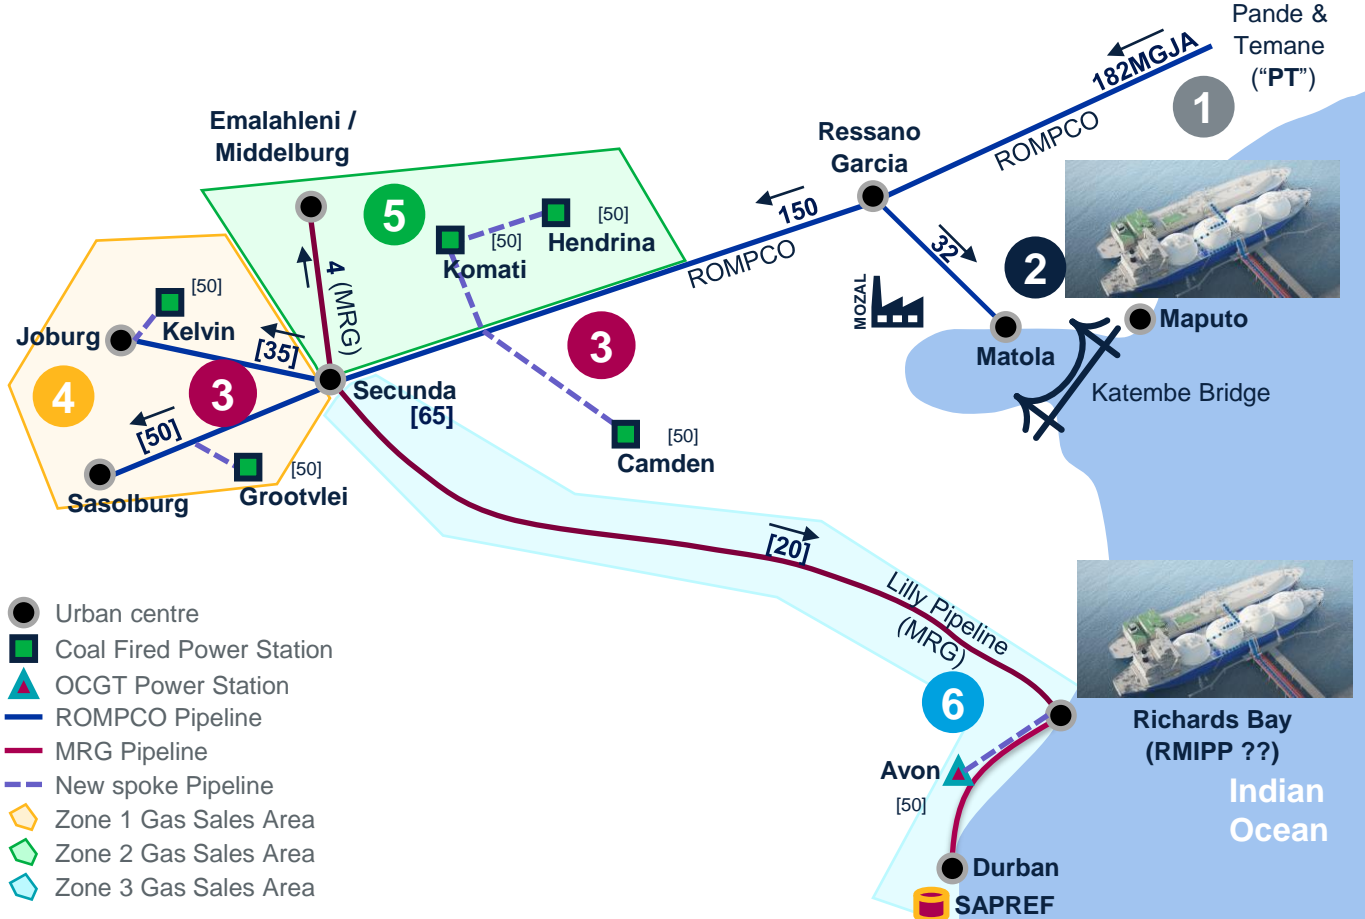 Pande &
Temane
(“PT”)
182MGJA
1
ROMPCO
Emalahleni /
Middelburg
Ressano
Garcia
5
150
ROMPCO
32
2
[50]
Hendrina
[50]
Komati
4 (MRG)
MOZAL
Maputo
Matola
Katembe Bridge
[50]
Kelvin
Joburg
[35]
3
4
3
Secunda
[65]
[50]
Sasolburg
[50]
Grootvlei
[50]
Camden
[20]
Lilly Pipeline
(MRG)
6
Richards Bay
(RMIPP ??)
Avon
[50]
Indian
Ocean
Durban
SAPREF
Urban centre
Coal Fired Power Station
OCGT Power Station
ROMPCO Pipeline
MRG Pipeline
New spoke Pipeline
Zone 1 Gas Sales Area
Zone 2 Gas Sales Area
Zone 3 Gas Sales Area